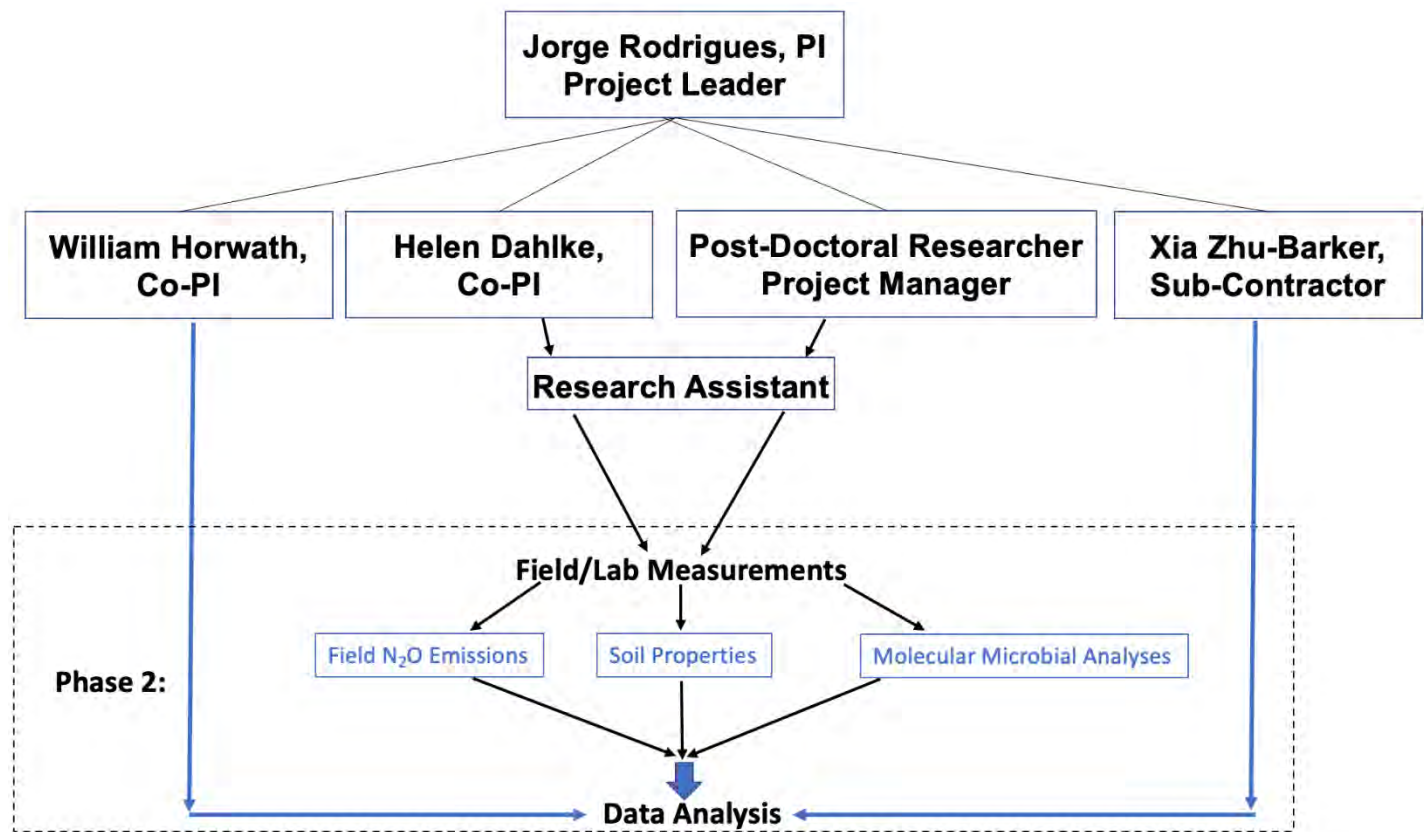 Jorge Rodrigues, PI
Project Leader
William Horwath,
Co-PI
Helen Dahlke,
Co-PI
Post-Doctoral Researcher
Project Manager
Xia Zhu-Barker,
Sub-Contractor
Research Assistant
Field/Lab Measurements
Field N₂O Emissions
Soil Properties
Molecular Microbial Analyses
Phase 2:
Data Analysis